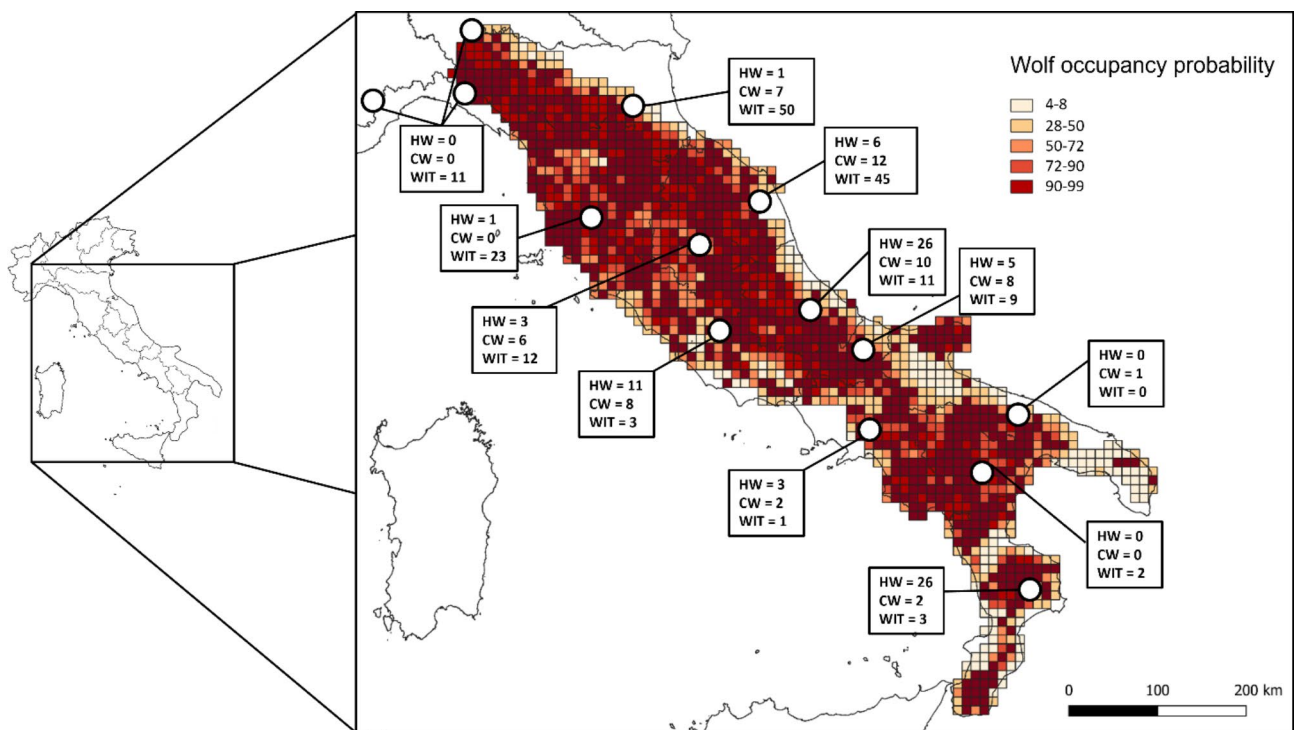 Wolf occupancy probability
4-8
28-50
50-72
72-90
90-99
HW = 1
CW = 7
WIT = 50
HW = 0
CW = 0
WIT = 11
HW = 6
CW = 12
WIT = 45
HW = 1
CW = 0⁰
WIT = 23
HW = 26
CW = 10
WIT = 11
HW = 5
CW = 8
WIT = 9
HW = 3
CW = 6
WIT = 12
HW = 0
CW = 1
WIT = 0
HW = 11
CW = 8
WIT = 3
HW = 3
CW = 2
WIT = 1
HW = 0
CW = 0
WIT = 2
HW = 26
CW = 2
WIT = 3
0 100 200 km